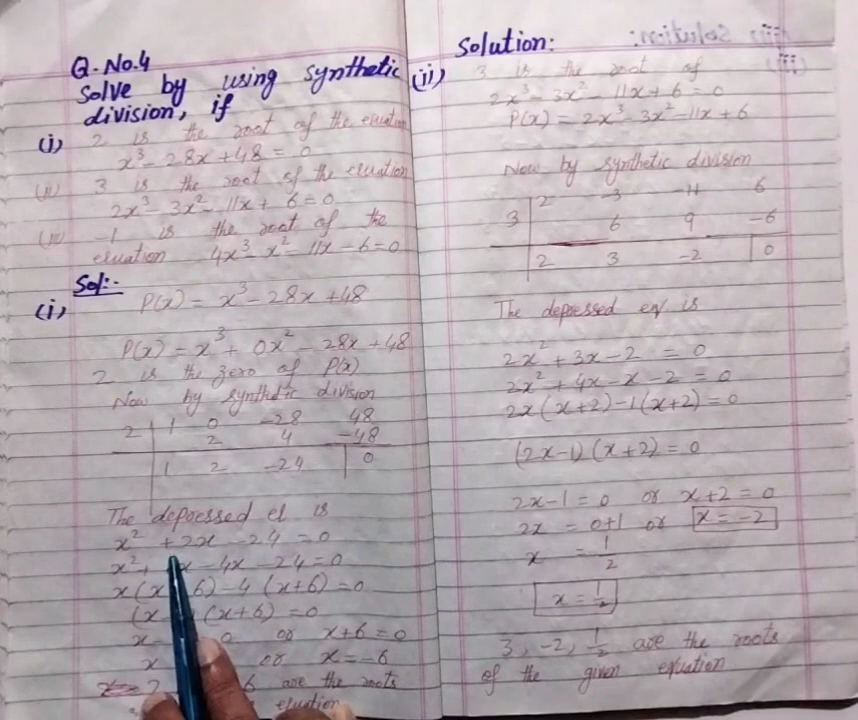 Q. No.4
Solve by using synthetic
division, if
(i) 2 is the root of the equation
x³ - 28x + 48 = 0
(ii) 3 is the root of the equation
2x³ - 3x² - 11x + 6 = 0
(iii) -1 is the root of the
equation 4x³ - x² - 11x - 6 = 0
Sol:-
(i) P(x) = x³ - 28x + 48
P(x) = x³ + 0x² - 28x + 48
2 is the zero of P(x)
Now by synthetic division
2 1 0 -28 48
2 4 -48
1 2 -24 0
The depressed eq is
x² + 2x - 24 = 0
x² + x - 4x - 24 = 0
x(x 6) - 4(x+6) = 0
(x (x+6) = 0
x 0 or x+6 = 0
x or x = -6
2 6 are the roots
equation
Solution:
(ii) 3 is the root of
2x³ - 3x² - 11x + 6 = 0
P(x) = 2x³ - 3x² - 11x + 6
Now by synthetic division
3 2 -3 -11 6
6 9 -6
2 3 -2 0
The depressed eq is
2x² + 3x - 2 = 0
2x² + 4x - x - 2 = 0
2x(x+2) - 1(x+2) = 0
(2x-1)(x+2) = 0
2x-1 = 0 or x+2 = 0
2x = 0+1 or x = -2
x = 1/2
x = 1/2
3, -2, 1/2 are the roots
of the given equation